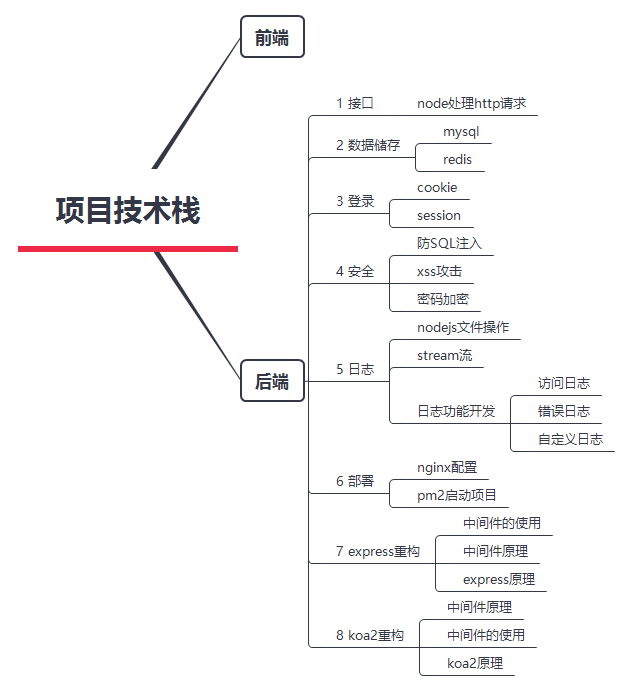 项目技术栈
前端
后端
1 接口
node处理http请求
2 数据储存
mysql
redis
3 登录
cookie
session
4 安全
防SQL注入
xss攻击
密码加密
5 日志
nodejs文件操作
stream流
日志功能开发
访问日志
错误日志
自定义日志
6 部署
nginx配置
pm2启动项目
7 express重构
中间件的使用
中间件原理
express原理
8 koa2重构
中间件原理
中间件的使用
koa2原理